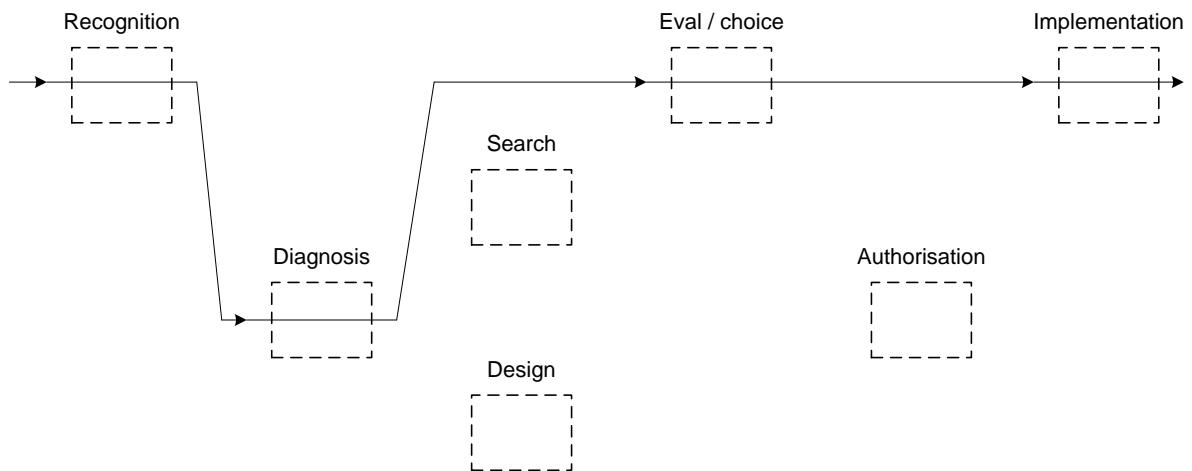 Recognition
Eval / choice
Implementation
Search
Diagnosis
Authorisation
Design